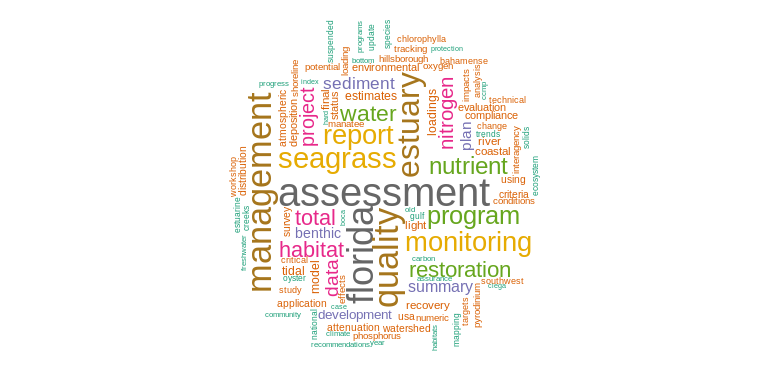 suspended
programs
update
species
chlorophylla
tracking
protection
loading
bottom
hillsborough
bahamense
potential
environmental
oxygen
progress
index
shoreline
sediment
estuary
nitrogen
impacts
analysis
ccmp
technical
management
atmospheric
deposition
project
final
status
estimates
hard
manatee
water
loadings
evaluation
compliance
report
plan
change
trends
river
interagency
solids
seagrass
nutrient
coastal
workshop
distribution
assessment
using
ecosystem
criteria
conditions
estuarine
creeks
survey
total
boca
florida
quality
old
gulf
light
program
benthic
habitat
monitoring
freshwater
critical
tidal
oyster
model
data
effects
carbon
restoration
assurance
southwest
ciega
study
summary
application
case
recovery
targets
pyrodinium
community
national
development
usa
numeric
attenuation
watershed
climate
phosphorus
recommendations
year
habitats
mapping